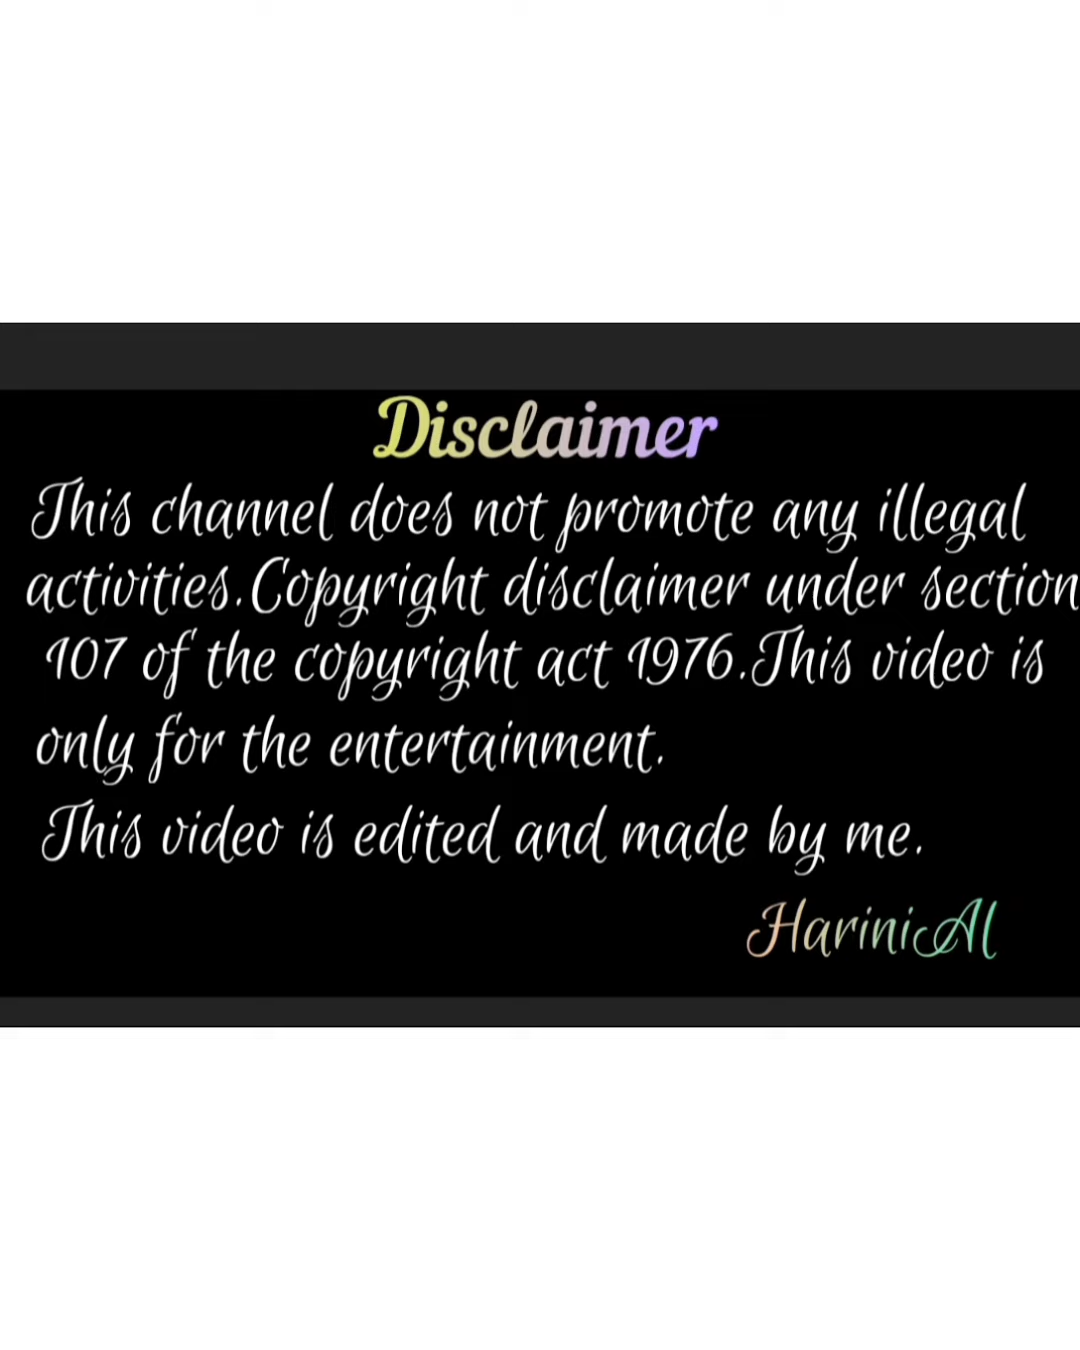 Disclaimer
This channel does not promote any illegal
activities.Copyright disclaimer under section
107 of the copyright act 1976.This video is
only for the entertainment.
This video is edited and made by me.
HariniAl